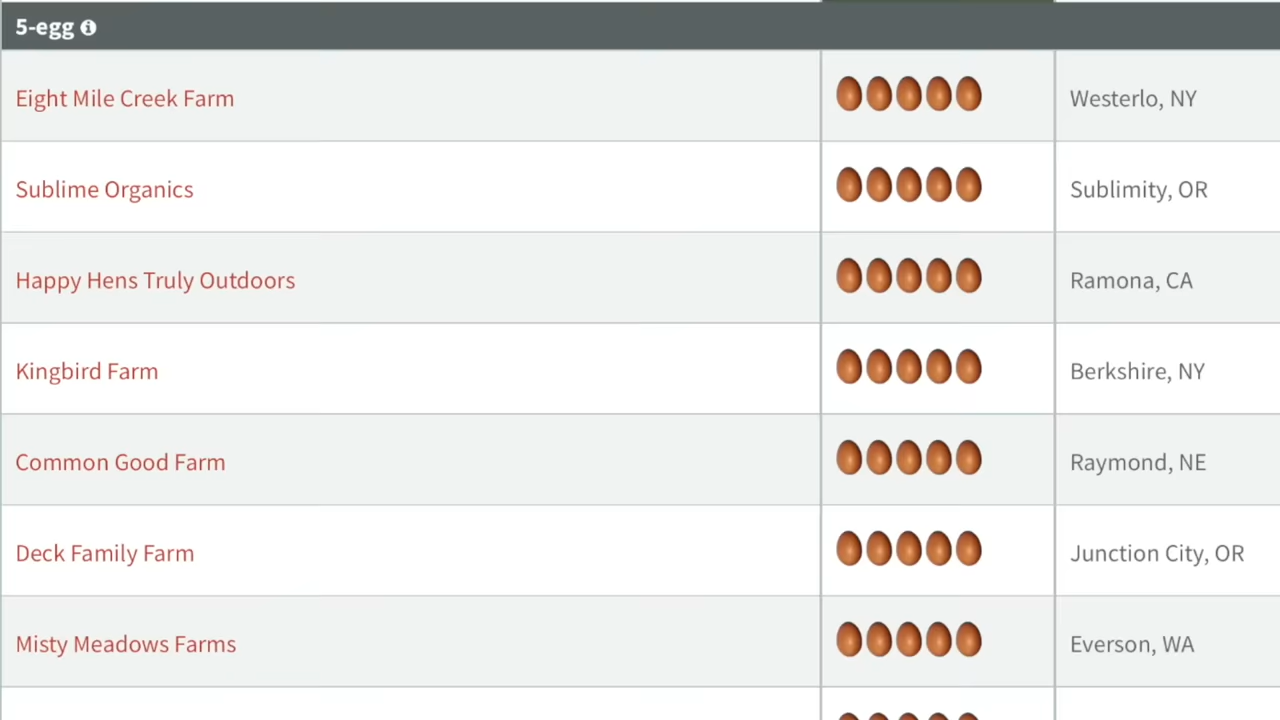 5-egg
Eight Mile Creek Farm Westerlo, NY
Sublime Organics Sublimity, OR
Happy Hens Truly Outdoors Ramona, CA
Kingbird Farm Berkshire, NY
Common Good Farm Raymond, NE
Deck Family Farm Junction City, OR
Misty Meadows Farms Everson, WA